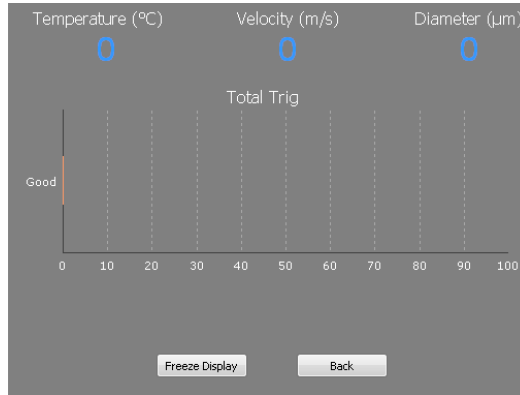 Temperature (ºC) Velocity (m/s) Diameter (µm)
0 0 0
Total Trig
Good
0 10 20 30 40 50 60 70 80 90 100
Freeze Display Back